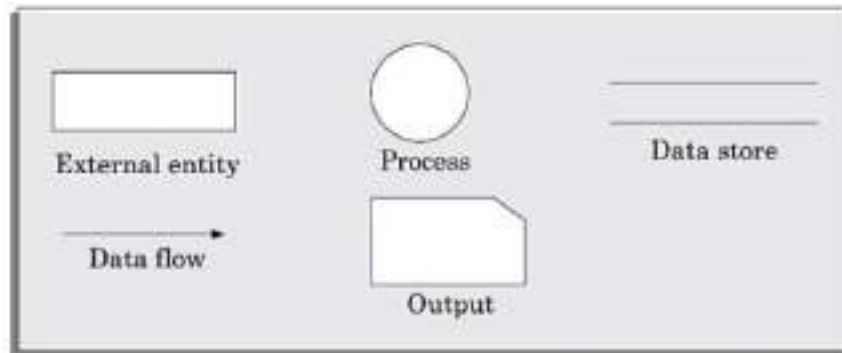 External entity
Process
Data store
Data flow
Output